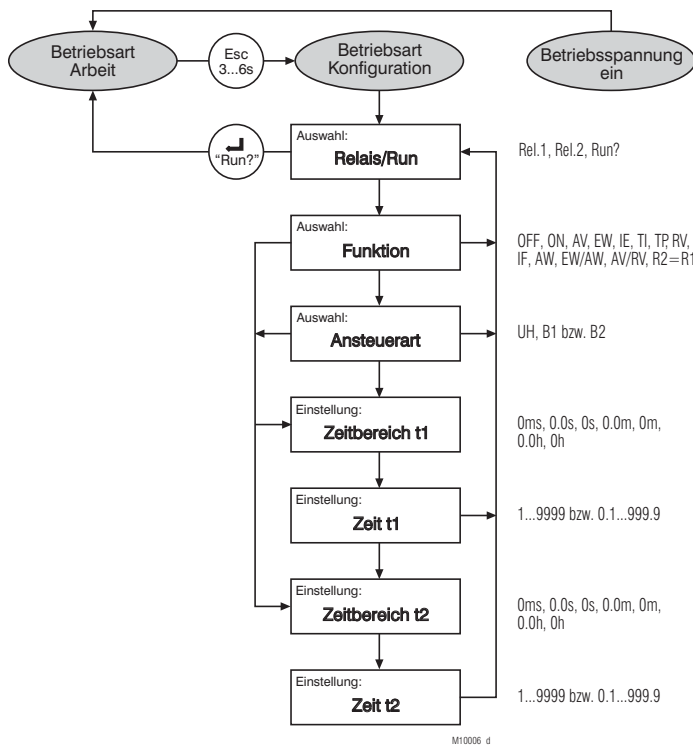 Betriebsart
Arbeit
Esc
3...6s
Betriebsart
Konfiguration
Betriebsspannung
ein
"Run?"
Auswahl:
Relais/Run
Rel.1, Rel.2, Run?
Auswahl:
Funktion
OFF, ON, AV, EW, IE, TI, TP, RV,
IF, AW, EW/AW, AV/RV, R2=R1
Auswahl:
Ansteuerart
UH, B1 bzw. B2
Einstellung:
Zeitbereich t1
0ms, 0.0s, 0s, 0.0m, 0m,
0.0h, 0h
Einstellung:
Zeit t1
1...9999 bzw. 0.1...999.9
Einstellung:
Zeitbereich t2
0ms, 0.0s, 0s, 0.0m, 0m,
0.0h, 0h
Einstellung:
Zeit t2
1...9999 bzw. 0.1...999.9
M10006_d